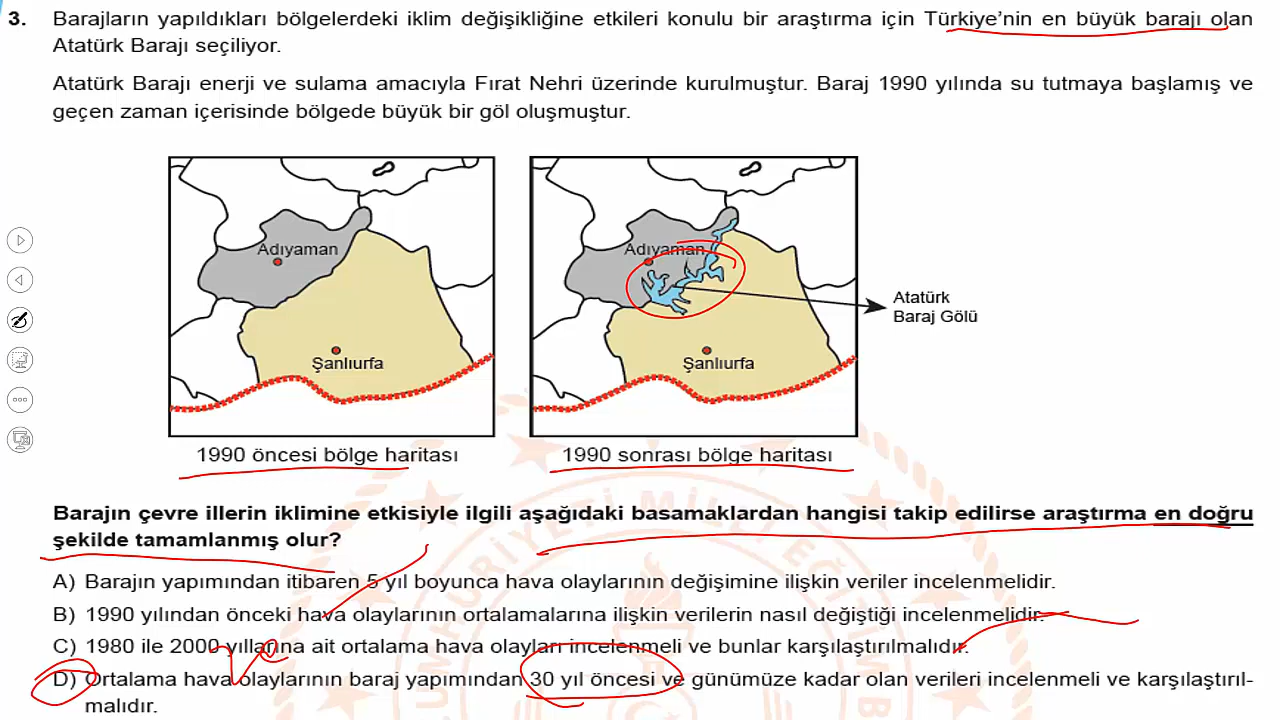 3. Barajların yapıldıkları bölgelerdeki iklim değişikliğine etkileri konulu bir araştırma için Türkiye'nin en büyük barajı olan
Atatürk Barajı seçiliyor.
Atatürk Barajı enerji ve sulama amacıyla Fırat Nehri üzerinde kurulmuştur. Baraj 1990 yılında su tutmaya başlamış ve
geçen zaman içerisinde bölgede büyük bir göl oluşmuştur.
Adıyaman
Şanlıurfa
1990 öncesi bölge haritası
Adıyaman
Şanlıurfa
Atatürk
Baraj Gölü
1990 sonrası bölge haritası
Barajın çevre illerin iklimine etkisiyle ilgili aşağıdaki basamaklardan hangisi takip edilirse araştırma en doğru
şekilde tamamlanmış olur?
A) Barajın yapımından itibaren 5 yıl boyunca hava olaylarının değişimine ilişkin veriler incelenmelidir.
B) 1990 yılından önceki hava olaylarının ortalamalarına ilişkin verilerin nasıl değiştiği incelenmelidir.
C) 1980 ile 2000 yıllarına ait ortalama hava olayları incelenmeli ve bunlar karşılaştırılmalıdır.
D) Ortalama hava olaylarının baraj yapımından 30 yıl öncesi ve günümüze kadar olan verileri incelenmeli ve karşılaştırıl-
malıdır.